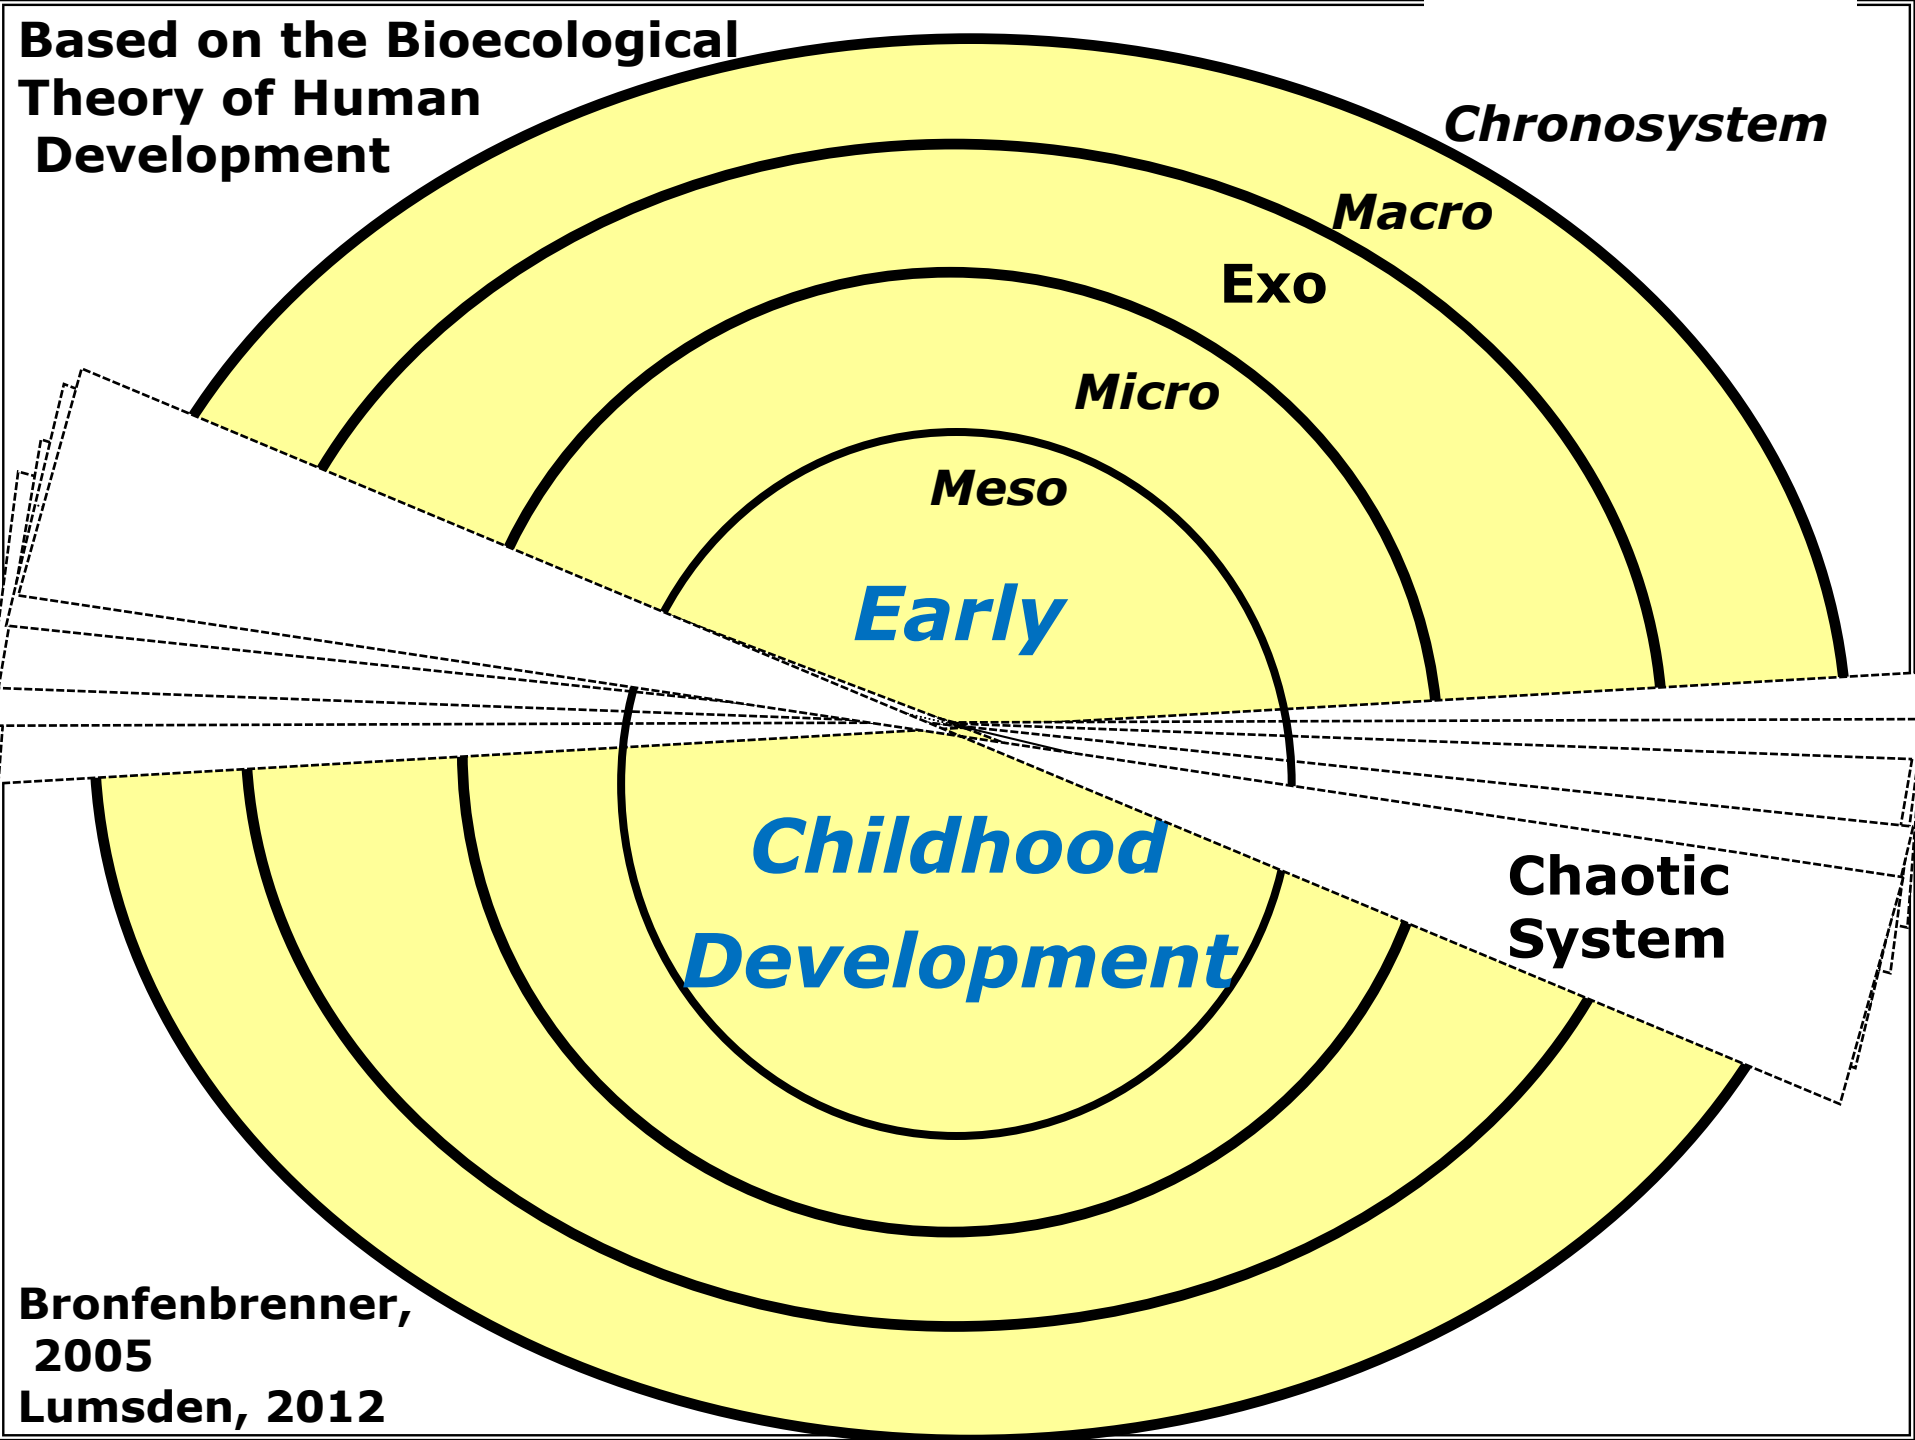 Based on the Bioecological
Theory of Human
Development
Chronosystem
Macro
Exo
Micro
Meso
Early
Childhood
Development
Chaotic
System
Bronfenbrenner,
2005
Lumsden, 2012